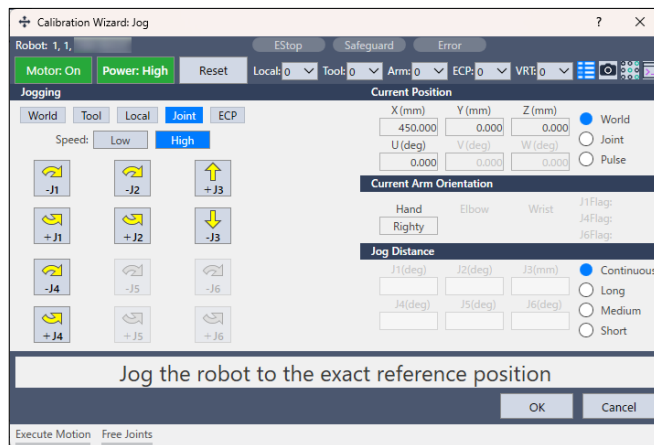 Calibration Wizard: Jog
Robot: 1, 1, EStop Safeguard Error
Motor: On Power: High Reset Local: 0 Tool: 0 Arm: 0 ECP: 0 VRT: 0
Jogging Current Position
World Tool Local Joint ECP
Speed: Low High
X (mm) Y (mm) Z (mm)
450.000 0.000 0.000
U (deg) V (deg) W (deg)
0.000 0.000 0.000
World
Joint
Pulse
-J1 -J2 +J3
+J1 +J2 -J3
-J4 -J5 -J6
+J4 +J5 +J6
Current Arm Orientation
Hand Elbow Wrist
Righty
J1Flag:
J4Flag:
J6Flag:
Jog Distance
J1(deg) J2(deg) J3(mm)
J4(deg) J5(deg) J6(deg)
Continuous
Long
Medium
Short
Jog the robot to the exact reference position
OK Cancel
Execute Motion Free Joints